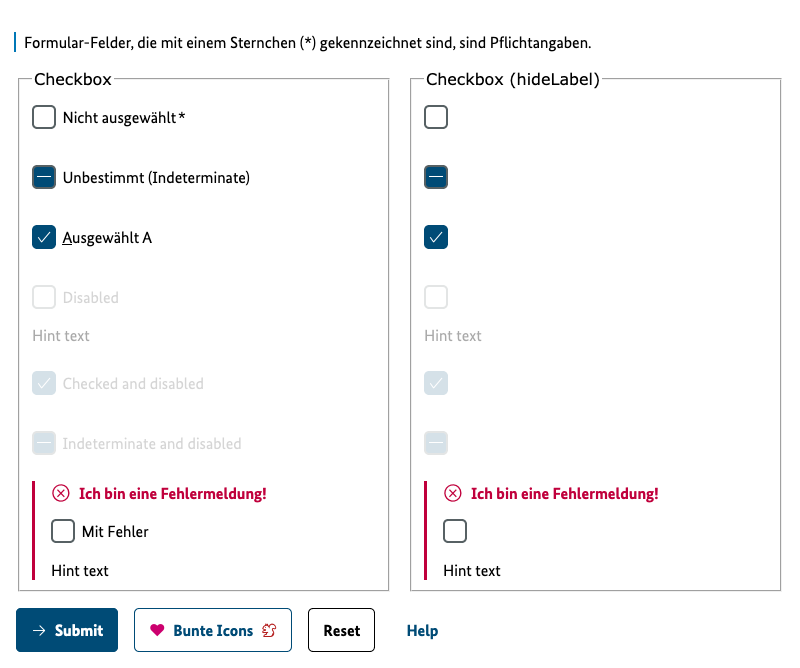 Formular-Felder, die mit einem Sternchen (*) gekennzeichnet sind, sind Pflichtangaben.
Checkbox
Nicht ausgewählt*
Unbestimmt (Indeterminate)
Ausgewählt A
Disabled
Hint text
Checked and disabled
Indeterminate and disabled
Ich bin eine Fehlermeldung!
Mit Fehler
Hint text
Checkbox (hideLabel)
Hint text
Ich bin eine Fehlermeldung!
Hint text
Submit
Bunte Icons
Reset
Help